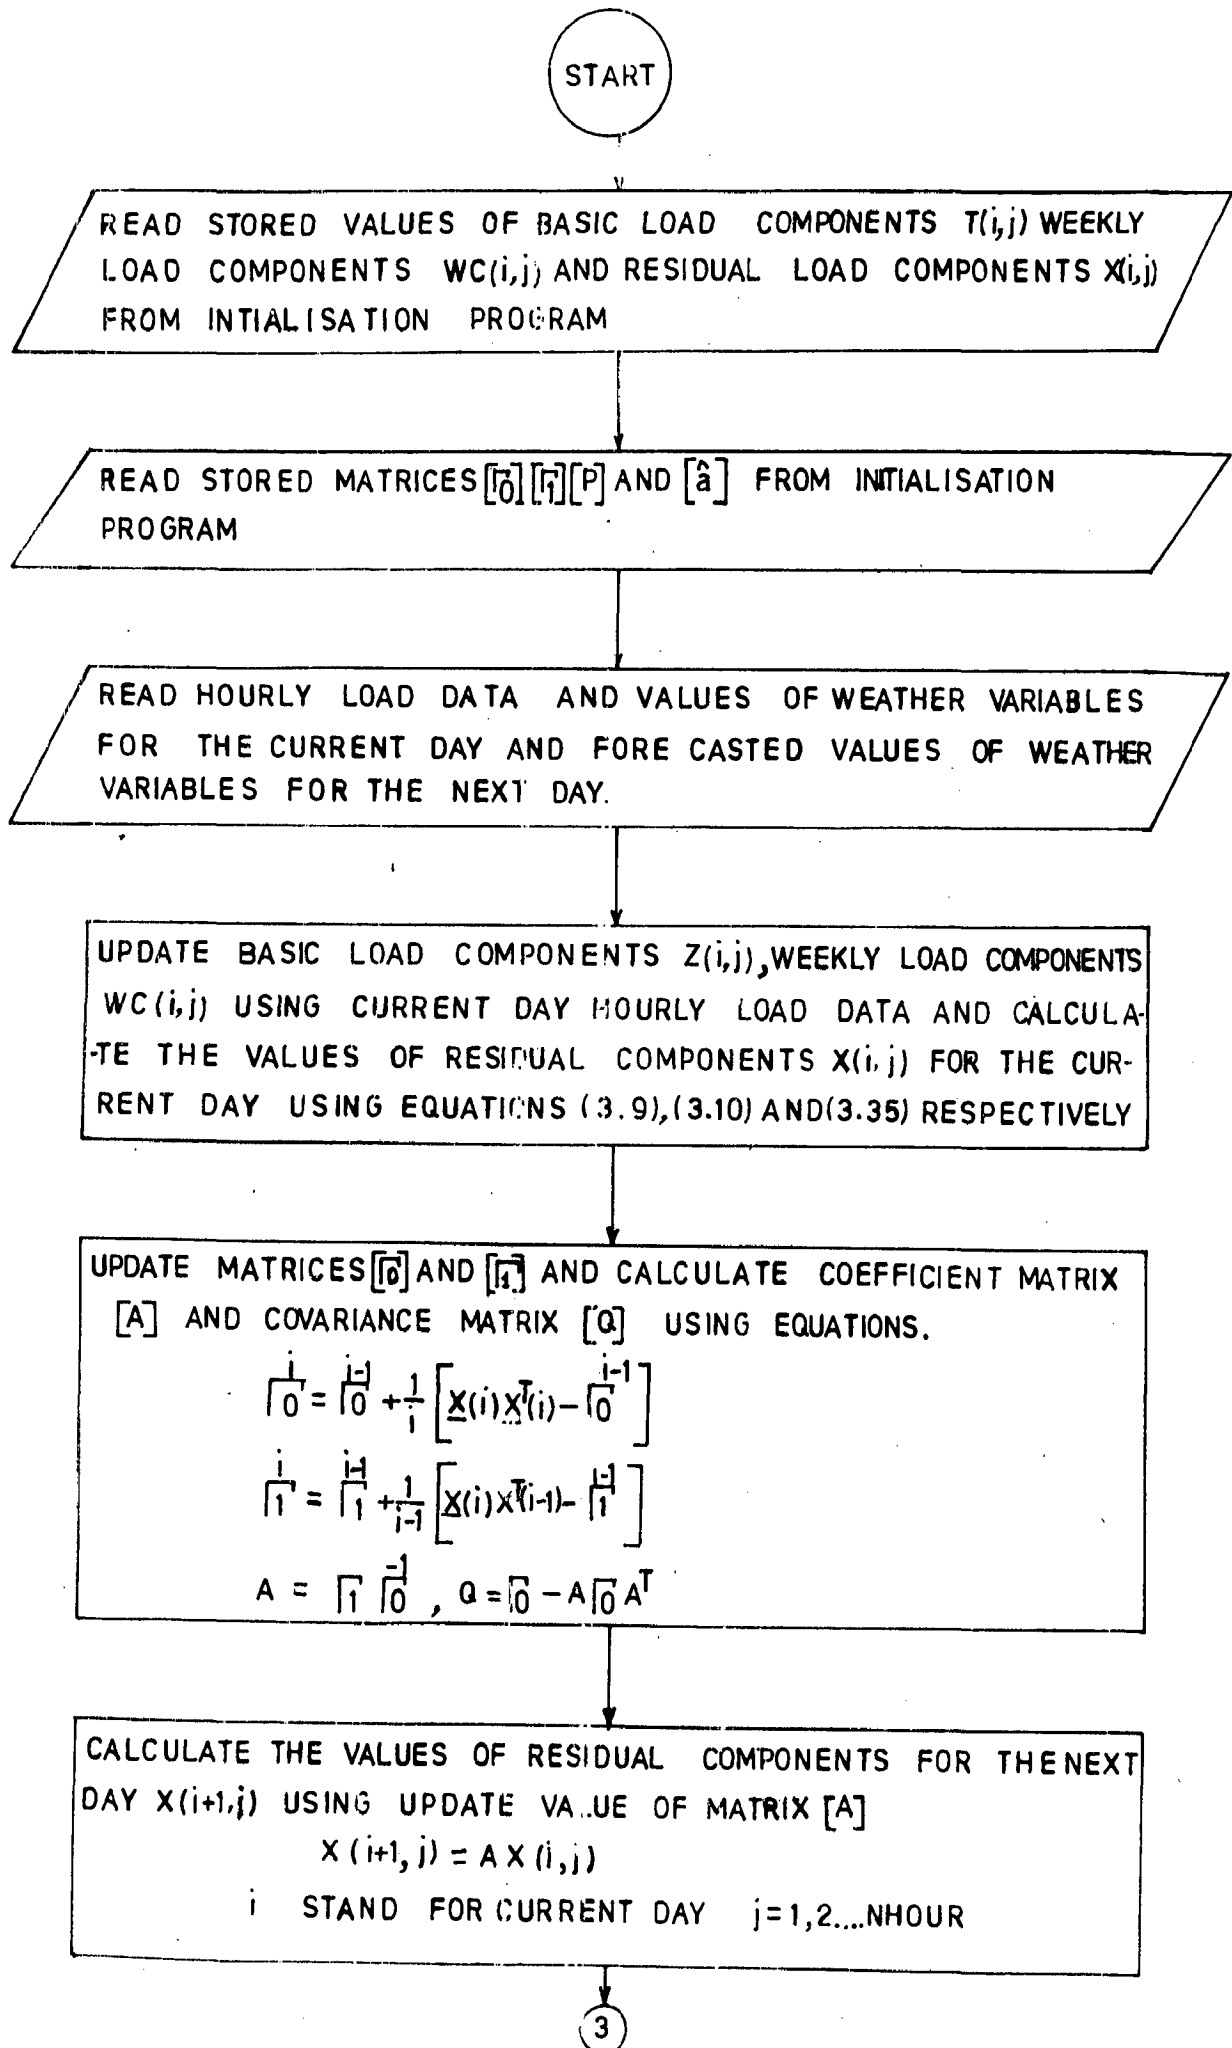 START
READ STORED VALUES OF BASIC LOAD COMPONENTS T(i,j) WEEKLY
LOAD COMPONENTS WC(i,j) AND RESIDUAL LOAD COMPONENTS X(i,j)
FROM INTIALISATION PROGRAM
READ STORED MATRICES [Γ0] [Γ1] [P] AND [â] FROM INITIALISATION
PROGRAM
READ HOURLY LOAD DATA AND VALUES OF WEATHER VARIABLES
FOR THE CURRENT DAY AND FORE CASTED VALUES OF WEATHER
VARIABLES FOR THE NEXT DAY.
UPDATE BASIC LOAD COMPONENTS Z(i,j), WEEKLY LOAD COMPONENTS
WC(i,j) USING CURRENT DAY HOURLY LOAD DATA AND CALCULA-
-TE THE VALUES OF RESIDUAL COMPONENTS X(i,j) FOR THE CUR-
RENT DAY USING EQUATIONS (3.9),(3.10) AND (3.35) RESPECTIVELY
UPDATE MATRICES [Γ0] AND [Γ1] AND CALCULATE COEFFICIENT MATRIX
[A] AND COVARIANCE MATRIX [Q] USING EQUATIONS.
Γ0^i = Γ0^i-1 + 1/i [X(i)X^T(i) - Γ0^i-1]
Γ1^i = Γ1^i-1 + 1/i-1 [X(i)X^T(i-1) - Γ1^i-1]
A = Γ1 Γ0^-1 , Q = Γ0 - A Γ0 A^T
CALCULATE THE VALUES OF RESIDUAL COMPONENTS FOR THE NEXT
DAY X(i+1,j) USING UPDATE VALUE OF MATRIX [A]
X(i+1,j) = A X(i,j)
i STAND FOR CURRENT DAY j=1,2....NHOUR
3